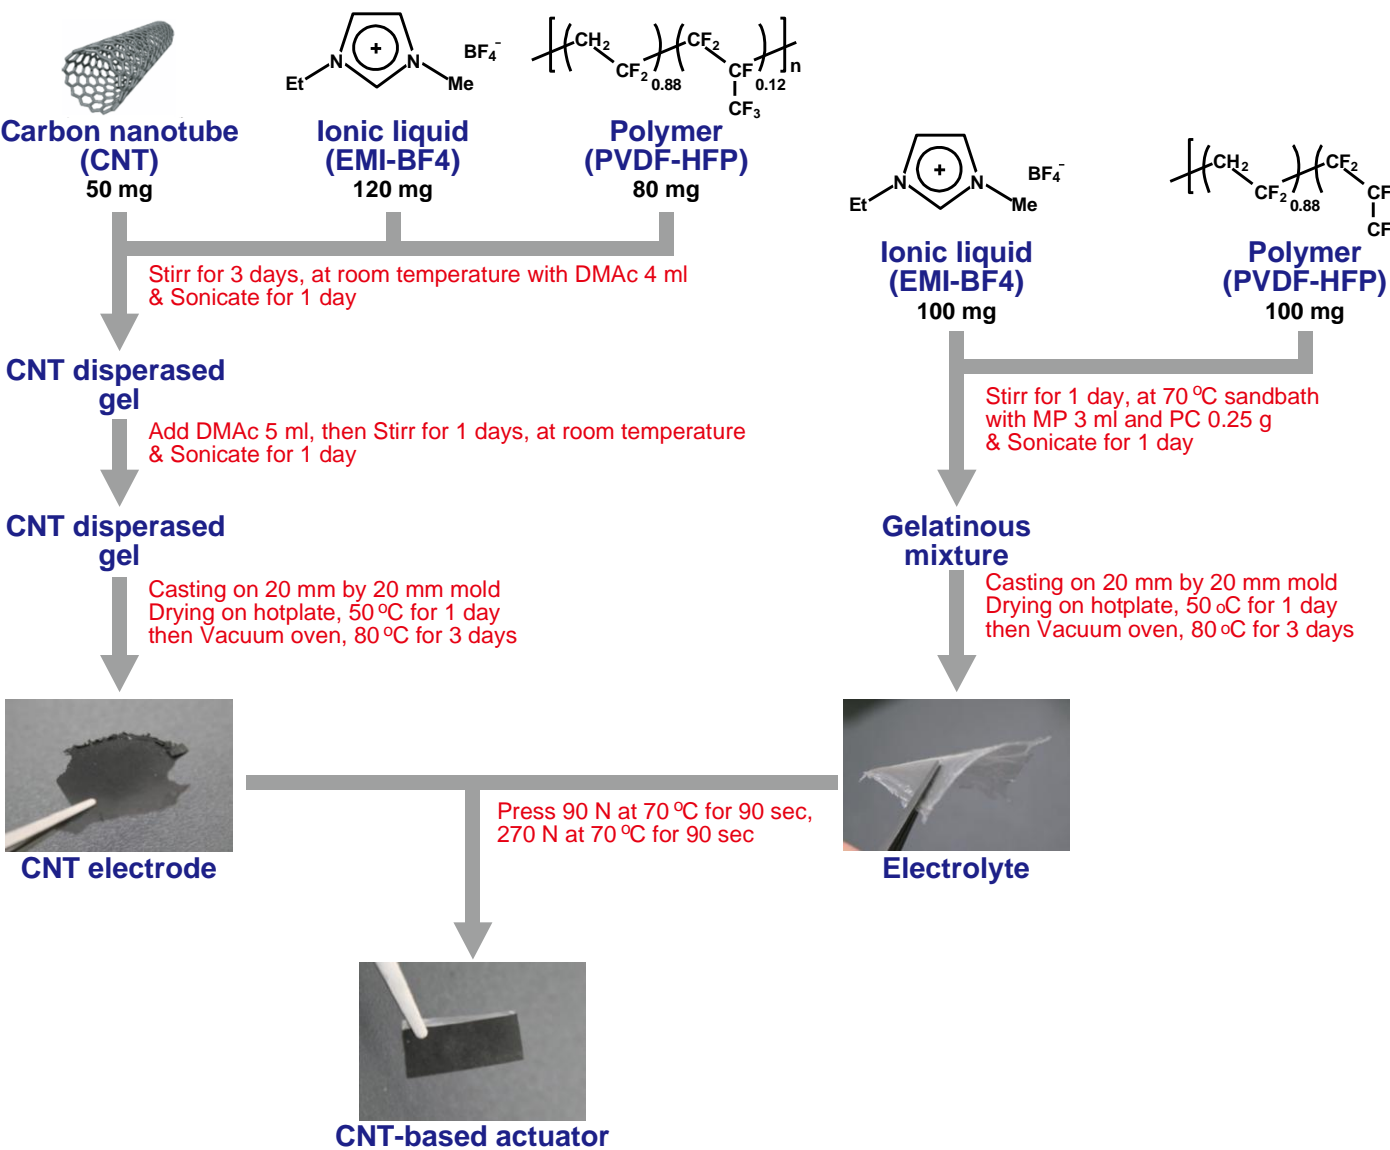 Et
N
+
N
Me
BF4−
[(CH2
CF2)0.88
(CF2
CF)0.12
CF3
]n
Carbon nanotube
(CNT)
50 mg
Ionic liquid
(EMI-BF4)
120 mg
Polymer
(PVDF-HFP)
80 mg
Stirr for 3 days, at room temperature with DMAc 4 ml
& Sonicate for 1 day
CNT disperased
gel
Add DMAc 5 ml, then Stirr for 1 days, at room temperature
& Sonicate for 1 day
CNT disperased
gel
Casting on 20 mm by 20 mm mold
Drying on hotplate, 50 oC for 1 day
then Vacuum oven, 80 oC for 3 days
CNT electrode
Et
N
+
N
Me
BF4−
[(CH2
CF2)0.88
(CF2
CF
CF
Ionic liquid
(EMI-BF4)
100 mg
Polymer
(PVDF-HFP)
100 mg
Stirr for 1 day, at 70 oC sandbath
with MP 3 ml and PC 0.25 g
& Sonicate for 1 day
Gelatinous
mixture
Casting on 20 mm by 20 mm mold
Drying on hotplate, 50 oC for 1 day
then Vacuum oven, 80 oC for 3 days
Electrolyte
Press 90 N at 70 oC for 90 sec,
270 N at 70 oC for 90 sec
CNT-based actuator